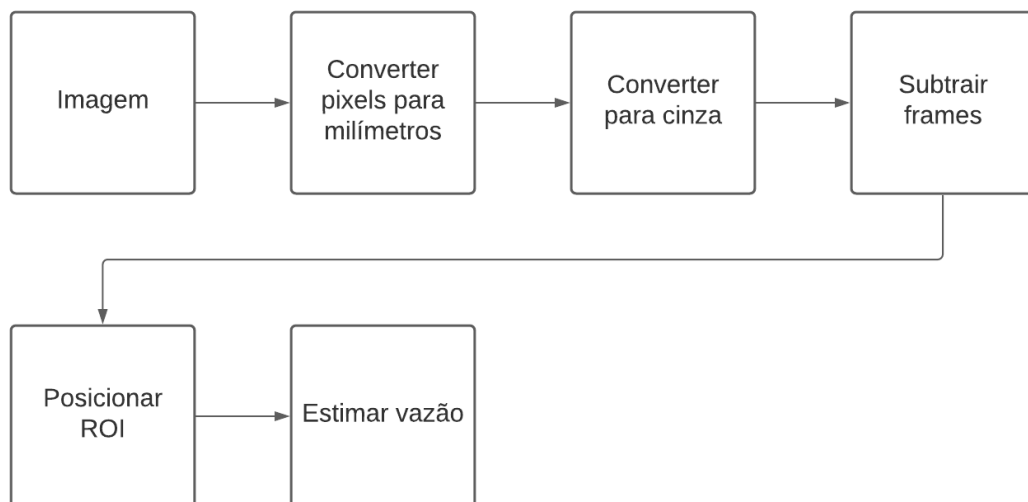 Imagem
Converter
pixels para
milímetros
Converter
para cinza
Subtrair
frames
Posicionar
ROI
Estimar vazão